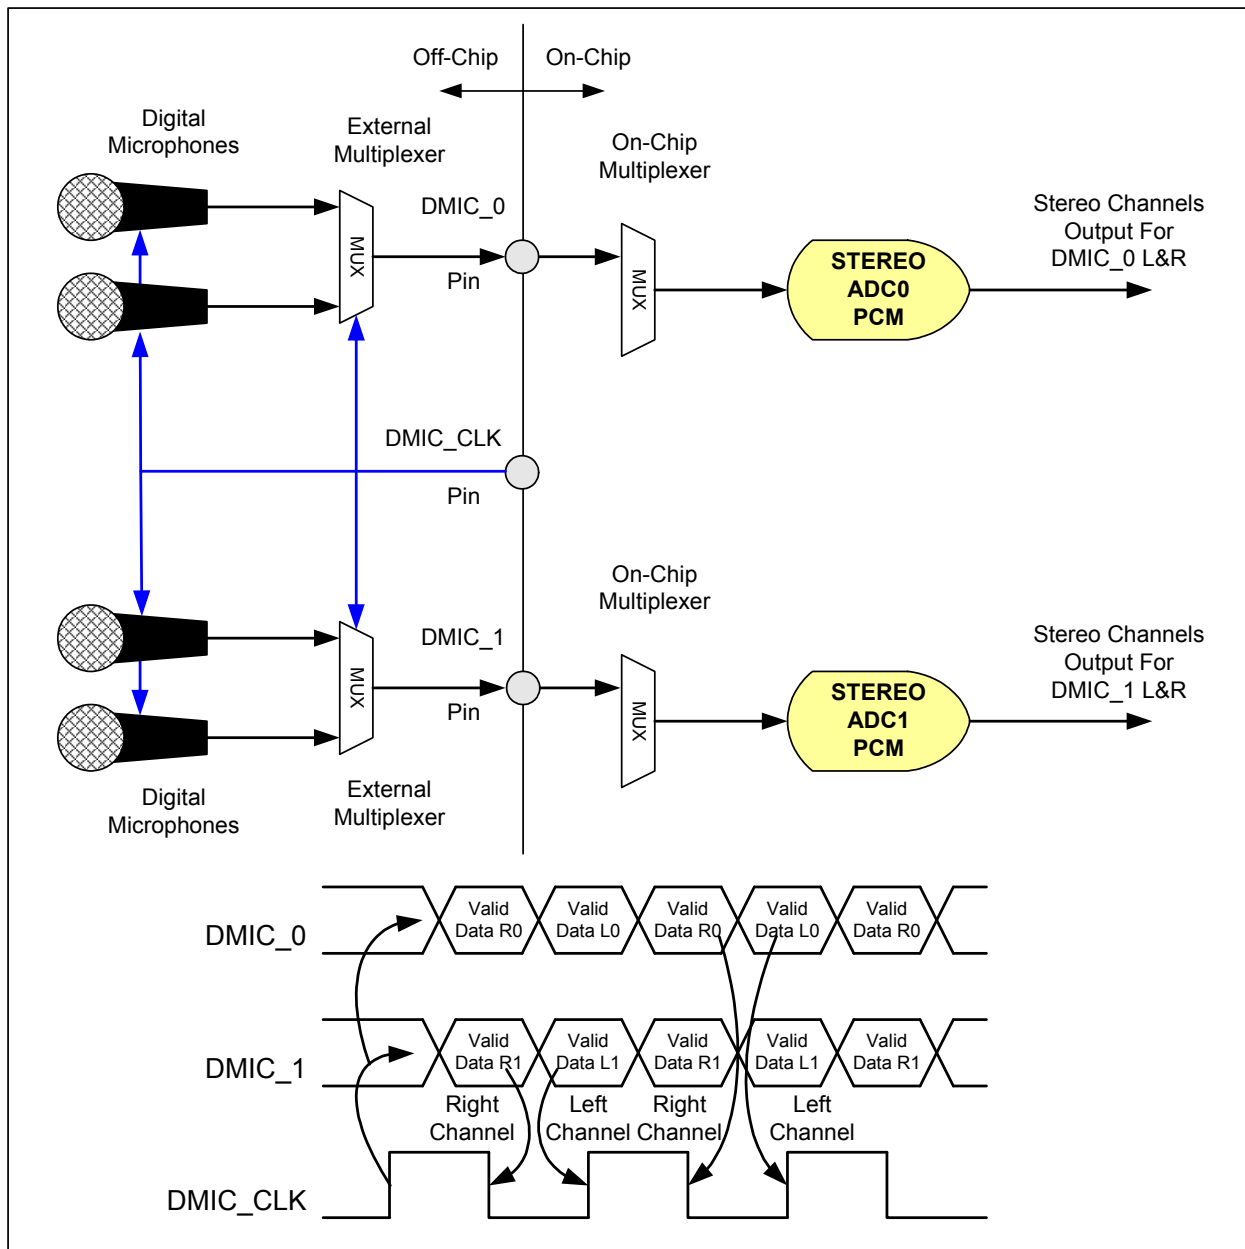 Off-Chip
On-Chip
Digital
Microphones
External
Multiplexer
On-Chip
Multiplexer
DMIC_0
MUX
Pin
MUX
STEREO
ADC0
PCM
Stereo Channels
Output For
DMIC_0 L&R
DMIC_CLK
Pin
On-Chip
Multiplexer
DMIC_1
MUX
Pin
MUX
STEREO
ADC1
PCM
Stereo Channels
Output For
DMIC_1 L&R
Digital
Microphones
External
Multiplexer
DMIC_0
Valid
Data R0
Valid
Data L0
Valid
Data R0
Valid
Data L0
Valid
Data R0
DMIC_1
Valid
Data R1
Valid
Data L1
Valid
Data R1
Valid
Data L1
Valid
Data R1
Right
Channel
Left
Channel
Right
Channel
Left
Channel
DMIC_CLK